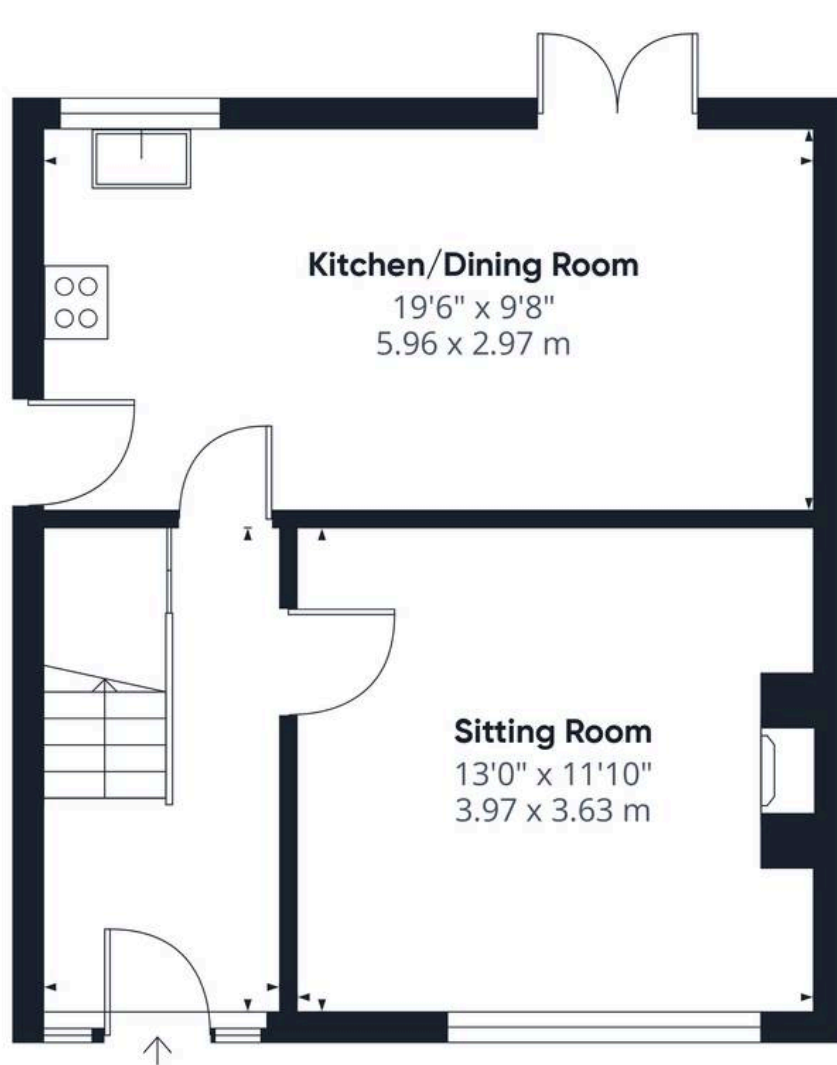 Kitchen/Dining Room
19'6" x 9'8"
5.96 x 2.97 m
Sitting Room
13'0" x 11'10"
3.97 x 3.63 m